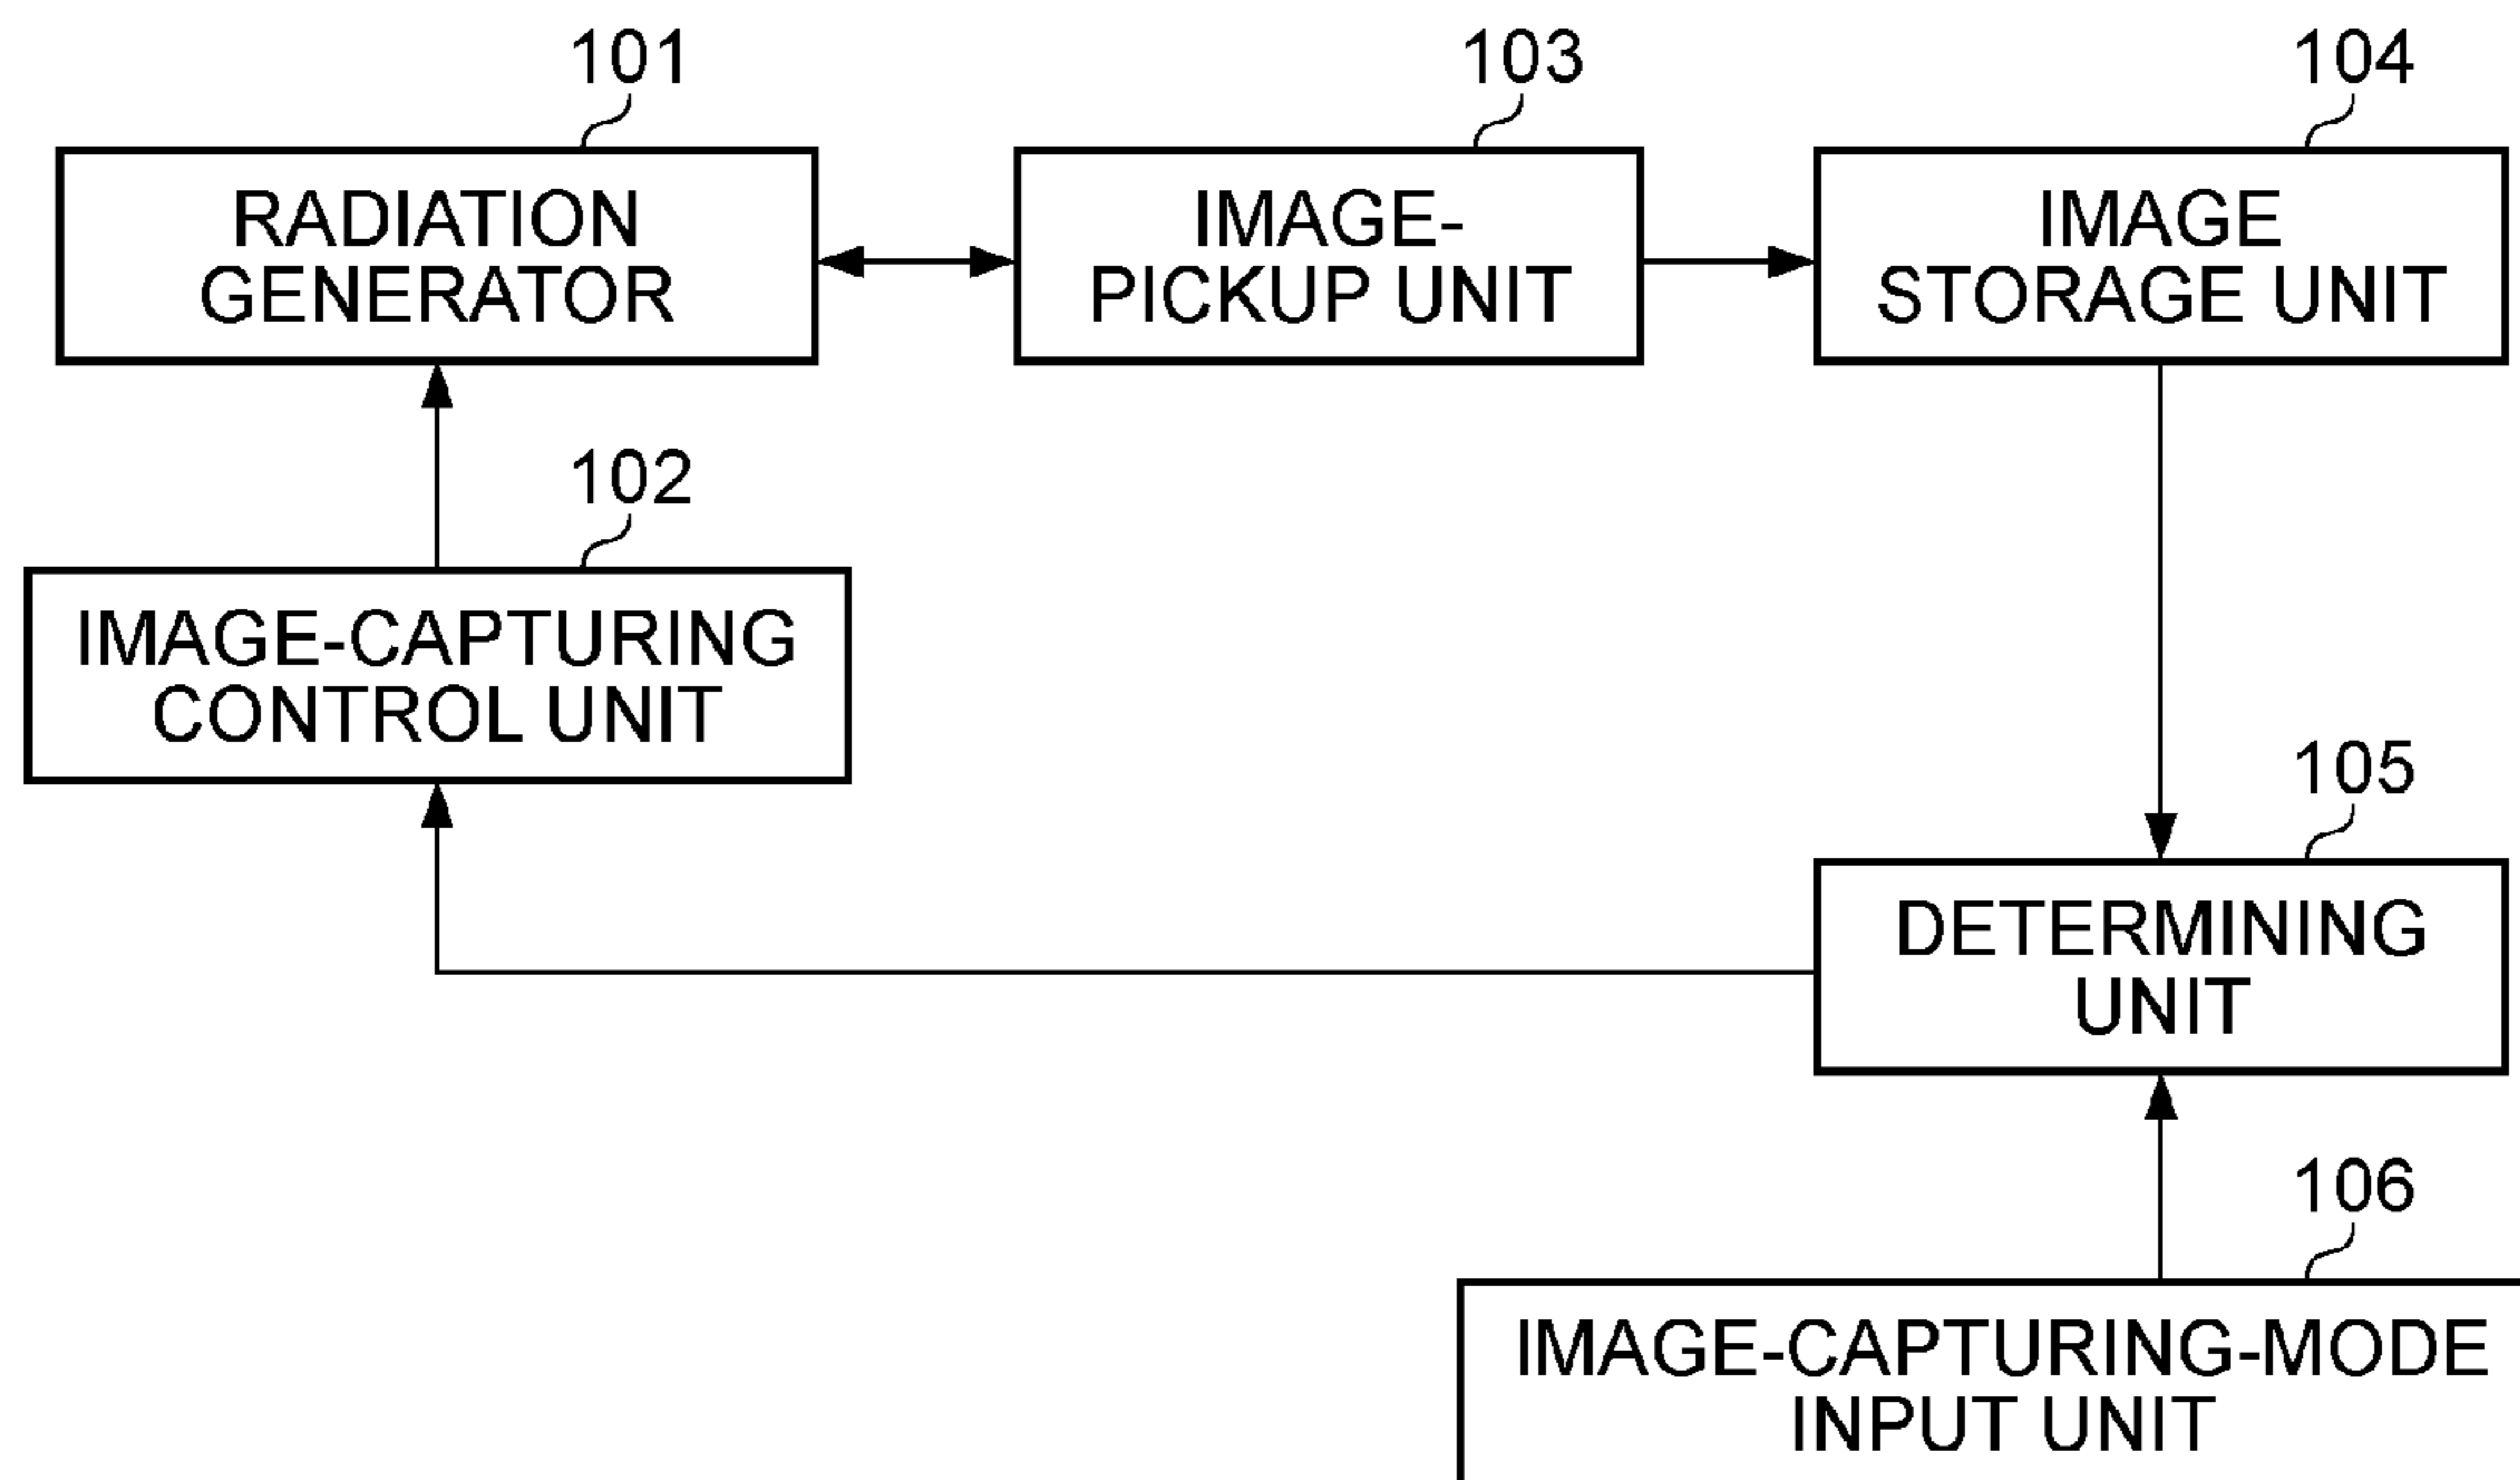 101
RADIATION
GENERATOR
103
IMAGE-
PICKUP UNIT
104
IMAGE
STORAGE UNIT
102
IMAGE-CAPTURING
CONTROL UNIT
105
DETERMINING
UNIT
106
IMAGE-CAPTURING-MODE
INPUT UNIT